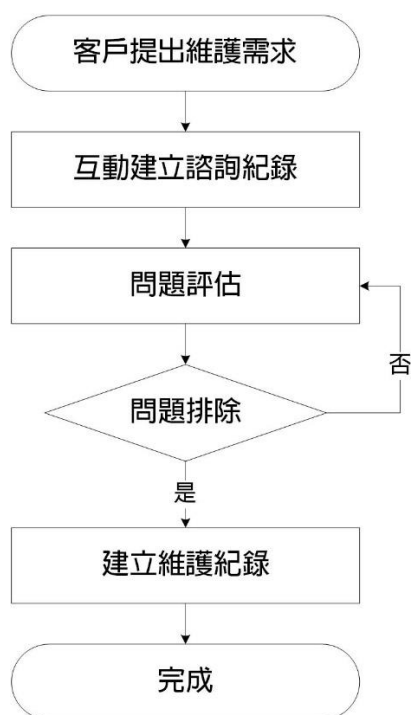 客戶提出維護需求
互動建立諮詢紀錄
問題評估
否
問題排除
是
建立維護紀錄
完成